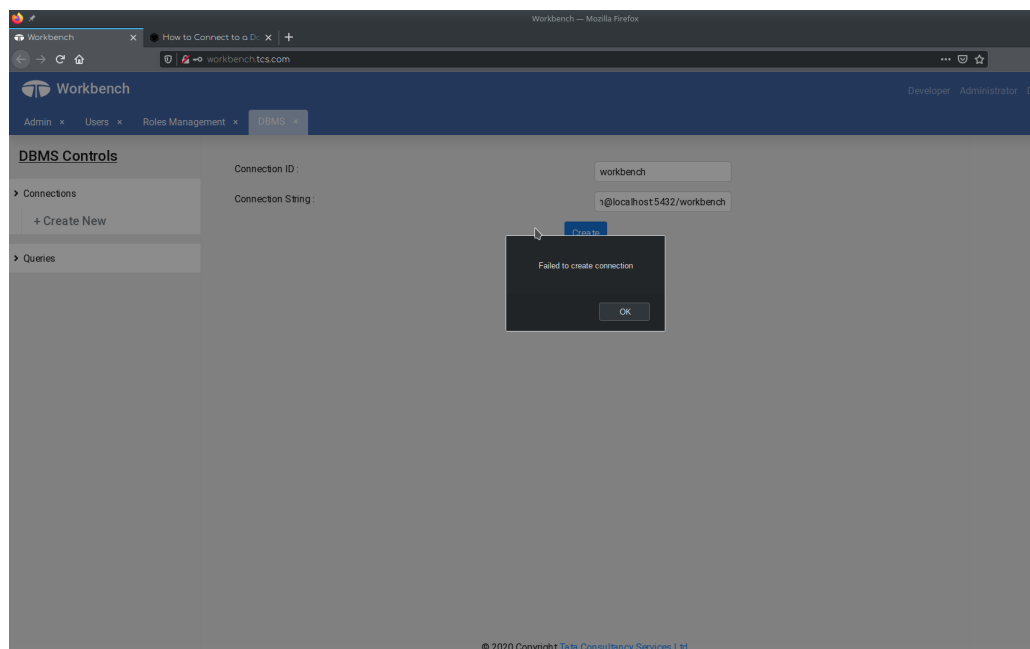 Workbench — Mozilla Firefox
Workbench
How to Connect to a Dc
workbench.tcs.com
Workbench
Developer Administrator
Admin × Users × Roles Management × DBMS ×
DBMS Controls
Connection ID :
workbench
Connections
Connection String :
@localhost:5432/workbench
+ Create New
Create
Queries
Failed to create connection
OK
© 2020 Copyright Tata Consultancy Services Ltd